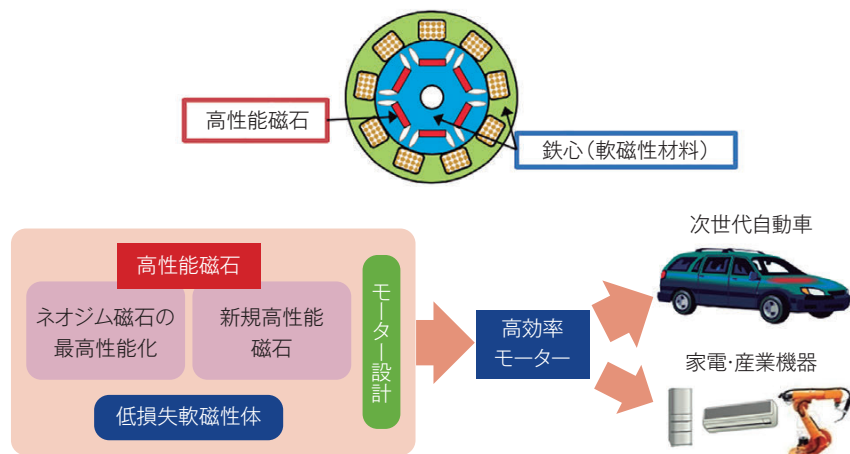 高性能磁石
鉄心（軟磁性材料）
高性能磁石
ネオジム磁石の
最高性能化
新規高性能
磁石
低損失軟磁性体
モーター設計
高効率
モーター
次世代自動車
家電・産業機器